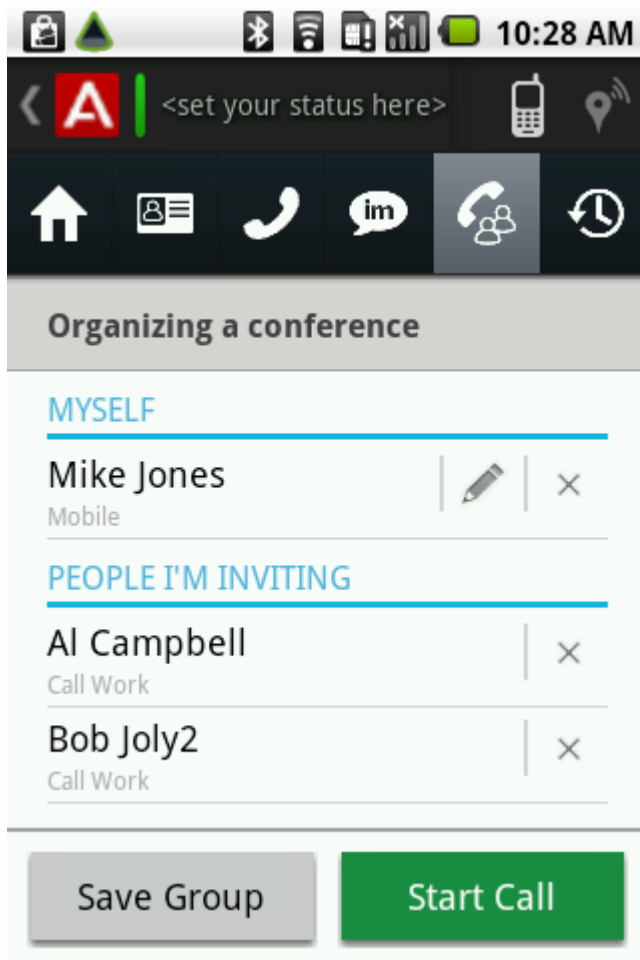 10:28 AM
A <set your status here>
im
Organizing a conference
MYSELF
Mike Jones
Mobile
PEOPLE I'M INVITING
Al Campbell
Call Work
Bob Joly2
Call Work
Save Group Start Call